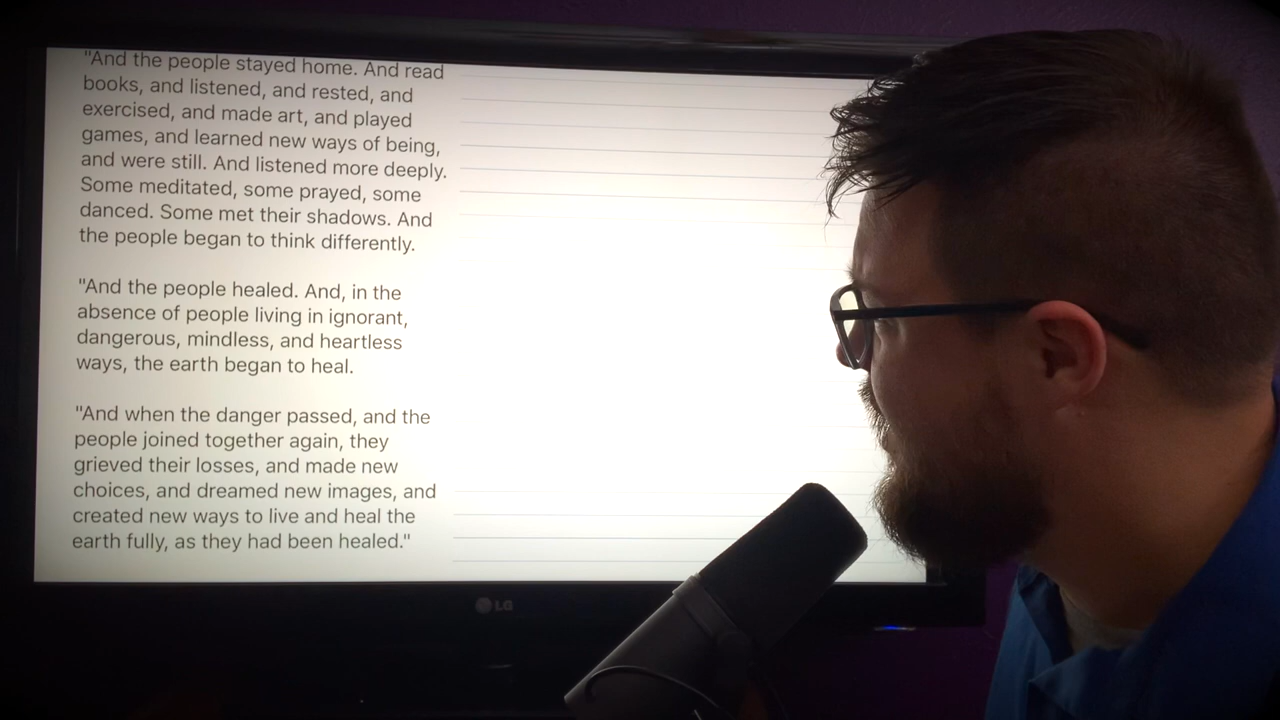 "And the people stayed home. And read
books, and listened, and rested, and
exercised, and made art, and played
games, and learned new ways of being,
and were still. And listened more deeply.
Some meditated, some prayed, some
danced. Some met their shadows. And
the people began to think differently.
"And the people healed. And, in the
absence of people living in ignorant,
dangerous, mindless, and heartless
ways, the earth began to heal.
"And when the danger passed, and the
people joined together again, they
grieved their losses, and made new
choices, and dreamed new images, and
created new ways to live and heal the
earth fully, as they had been healed."
LG